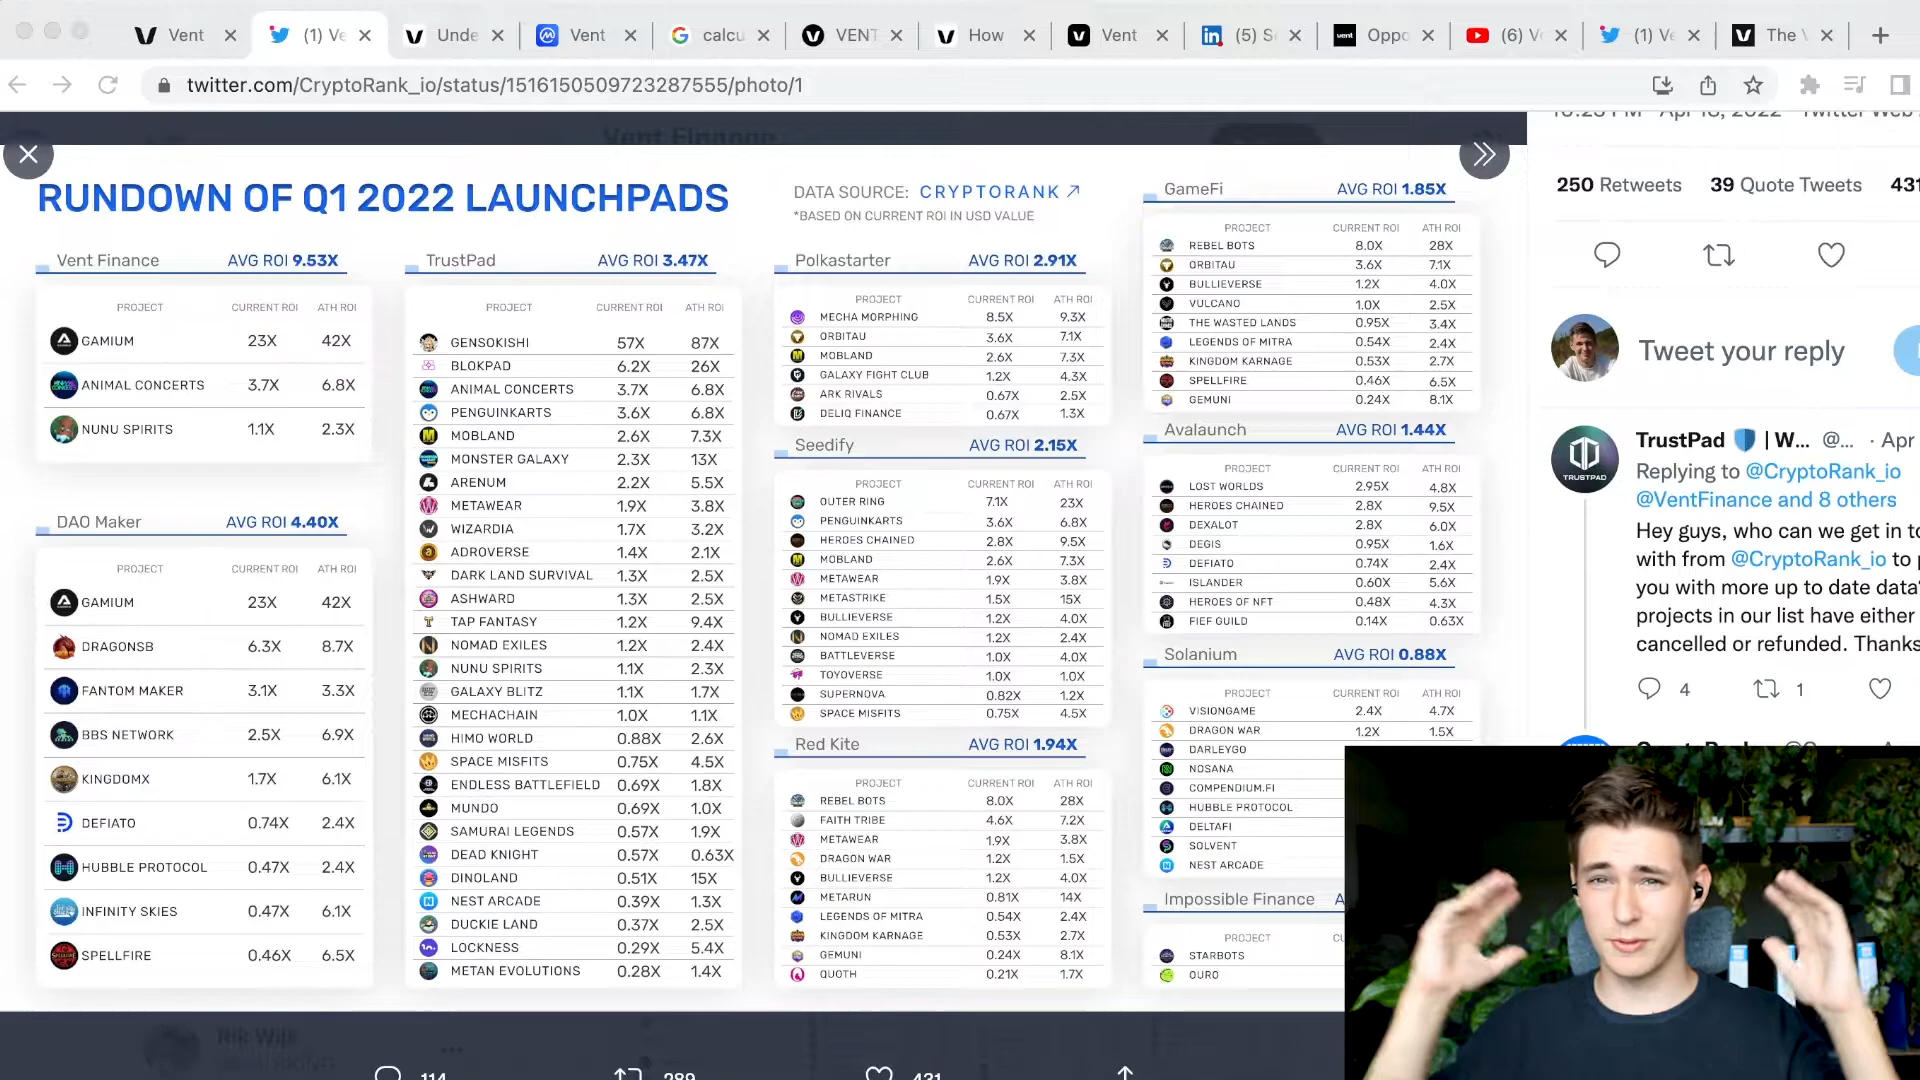 Vent
(1) Ve
Unde
Vent
calcu
VENT
How
Vent
(5) S
Oppo
(6) V
(1) Ve
The V
twitter.com/CryptoRank_io/status/1516150509723287555/photo/1
RUNDOWN OF Q1 2022 LAUNCHPADS
DATA SOURCE: CRYPTORANK ↗
*BASED ON CURRENT ROI IN USD VALUE
Vent Finance AVG ROI 9.53X
PROJECT CURRENT ROI ATH ROI
GAMIUM 23X 42X
ANIMAL CONCERTS 3.7X 6.8X
NUNU SPIRITS 1.1X 2.3X
DAO Maker AVG ROI 4.40X
PROJECT CURRENT ROI ATH ROI
GAMIUM 23X 42X
DRAGONSB 6.3X 8.7X
FANTOM MAKER 3.1X 3.3X
BBS NETWORK 2.5X 6.9X
KINGDOMX 1.7X 6.1X
DEFIATO 0.74X 2.4X
HUBBLE PROTOCOL 0.47X 2.4X
INFINITY SKIES 0.47X 6.1X
SPELLFIRE 0.46X 6.5X
TrustPad AVG ROI 3.47X
PROJECT CURRENT ROI ATH ROI
GENSOKISHI 57X 87X
BLOKPAD 6.2X 26X
ANIMAL CONCERTS 3.7X 6.8X
PENGUINKARTS 3.6X 6.8X
MOBLAND 2.6X 7.3X
MONSTER GALAXY 2.3X 13X
ARENUM 2.2X 5.5X
METAWEAR 1.9X 3.8X
WIZARDIA 1.7X 3.2X
ADROVERSE 1.4X 2.1X
DARK LAND SURVIVAL 1.3X 2.5X
ASHWARD 1.3X 2.5X
TAP FANTASY 1.2X 9.4X
NOMAD EXILES 1.2X 2.4X
NUNU SPIRITS 1.1X 2.3X
GALAXY BLITZ 1.1X 1.7X
MECHACHAIN 1.0X 1.1X
HIMO WORLD 0.88X 2.6X
SPACE MISFITS 0.75X 4.5X
ENDLESS BATTLEFIELD 0.69X 1.8X
MUNDO 0.69X 1.0X
SAMURAI LEGENDS 0.57X 1.9X
DEAD KNIGHT 0.57X 0.63X
DINOLAND 0.51X 15X
NEST ARCADE 0.39X 1.3X
DUCKIE LAND 0.37X 2.5X
LOCKNESS 0.29X 5.4X
METAN EVOLUTIONS 0.28X 1.4X
Polkastarter AVG ROI 2.91X
PROJECT CURRENT ROI ATH ROI
MECHA MORPHING 8.5X 9.3X
ORBITAU 3.6X 7.1X
MOBLAND 2.6X 7.3X
GALAXY FIGHT CLUB 1.2X 4.3X
ARK RIVALS 0.67X 2.5X
DELIQ FINANCE 0.67X 1.3X
Seedify AVG ROI 2.15X
PROJECT CURRENT ROI ATH ROI
OUTER RING 7.1X 23X
PENGUINKARTS 3.6X 6.8X
HEROES CHAINED 2.8X 9.5X
MOBLAND 2.6X 7.3X
METAWEAR 1.9X 3.8X
METASTRIKE 1.5X 15X
BULLIEVERSE 1.2X 4.0X
NOMAD EXILES 1.2X 2.4X
BATTLEVERSE 1.0X 4.0X
TOYOVERSE 1.0X 1.0X
SUPERNOVA 0.82X 1.2X
SPACE MISFITS 0.75X 4.5X
Red Kite AVG ROI 1.94X
PROJECT CURRENT ROI ATH ROI
REBEL BOTS 8.0X 28X
FAITH TRIBE 4.6X 7.2X
METAWEAR 1.9X 3.8X
DRAGON WAR 1.2X 1.5X
BULLIEVERSE 1.2X 4.0X
METARUN 0.81X 14X
LEGENDS OF MITRA 0.54X 2.4X
KINGDOM KARNAGE 0.53X 2.7X
GEMUNI 0.24X 8.1X
QUOTH 0.21X 1.7X
GameFi AVG ROI 1.85X
PROJECT CURRENT ROI ATH ROI
REBEL BOTS 8.0X 28X
ORBITAU 3.6X 7.1X
BULLIEVERSE 1.2X 4.0X
VULCANO 1.0X 2.5X
THE WASTED LANDS 0.95X 3.4X
LEGENDS OF MITRA 0.54X 2.4X
KINGDOM KARNAGE 0.53X 2.7X
SPELLFIRE 0.46X 6.5X
GEMUNI 0.24X 8.1X
Avalaunch AVG ROI 1.44X
PROJECT CURRENT ROI ATH ROI
LOST WORLDS 2.95X 4.8X
HEROES CHAINED 2.8X 9.5X
DEXALOT 2.8X 6.0X
DEGIS 0.95X 1.6X
DEFIATO 0.74X 2.4X
ISLANDER 0.60X 5.6X
HEROES OF NFT 0.48X 4.3X
FIEF GUILD 0.14X 0.63X
Solanium AVG ROI 0.88X
PROJECT CURRENT ROI ATH ROI
VISIONGAME 2.4X 4.7X
DRAGON WAR 1.2X 1.5X
DARLEYGO
NOSANA
COMPENDIUM.FI
HUBBLE PROTOCOL
DELTAFI
SOLVENT
NEST ARCADE
Impossible Finance A
PROJECT CU
STARBOTS
OURO
114 289 431
10:23 PM · Apr 18, 2022 · Twitter Web
250 Retweets 39 Quote Tweets 431
Tweet your reply
TrustPad | W... @... · Apr
TRUSTPAD
Replying to @CryptoRank_io
@VentFinance and 8 others
Hey guys, who can we get in to
with from @CryptoRank_io to p
you with more up to date data
projects in our list have either
cancelled or refunded. Thanks
4 1